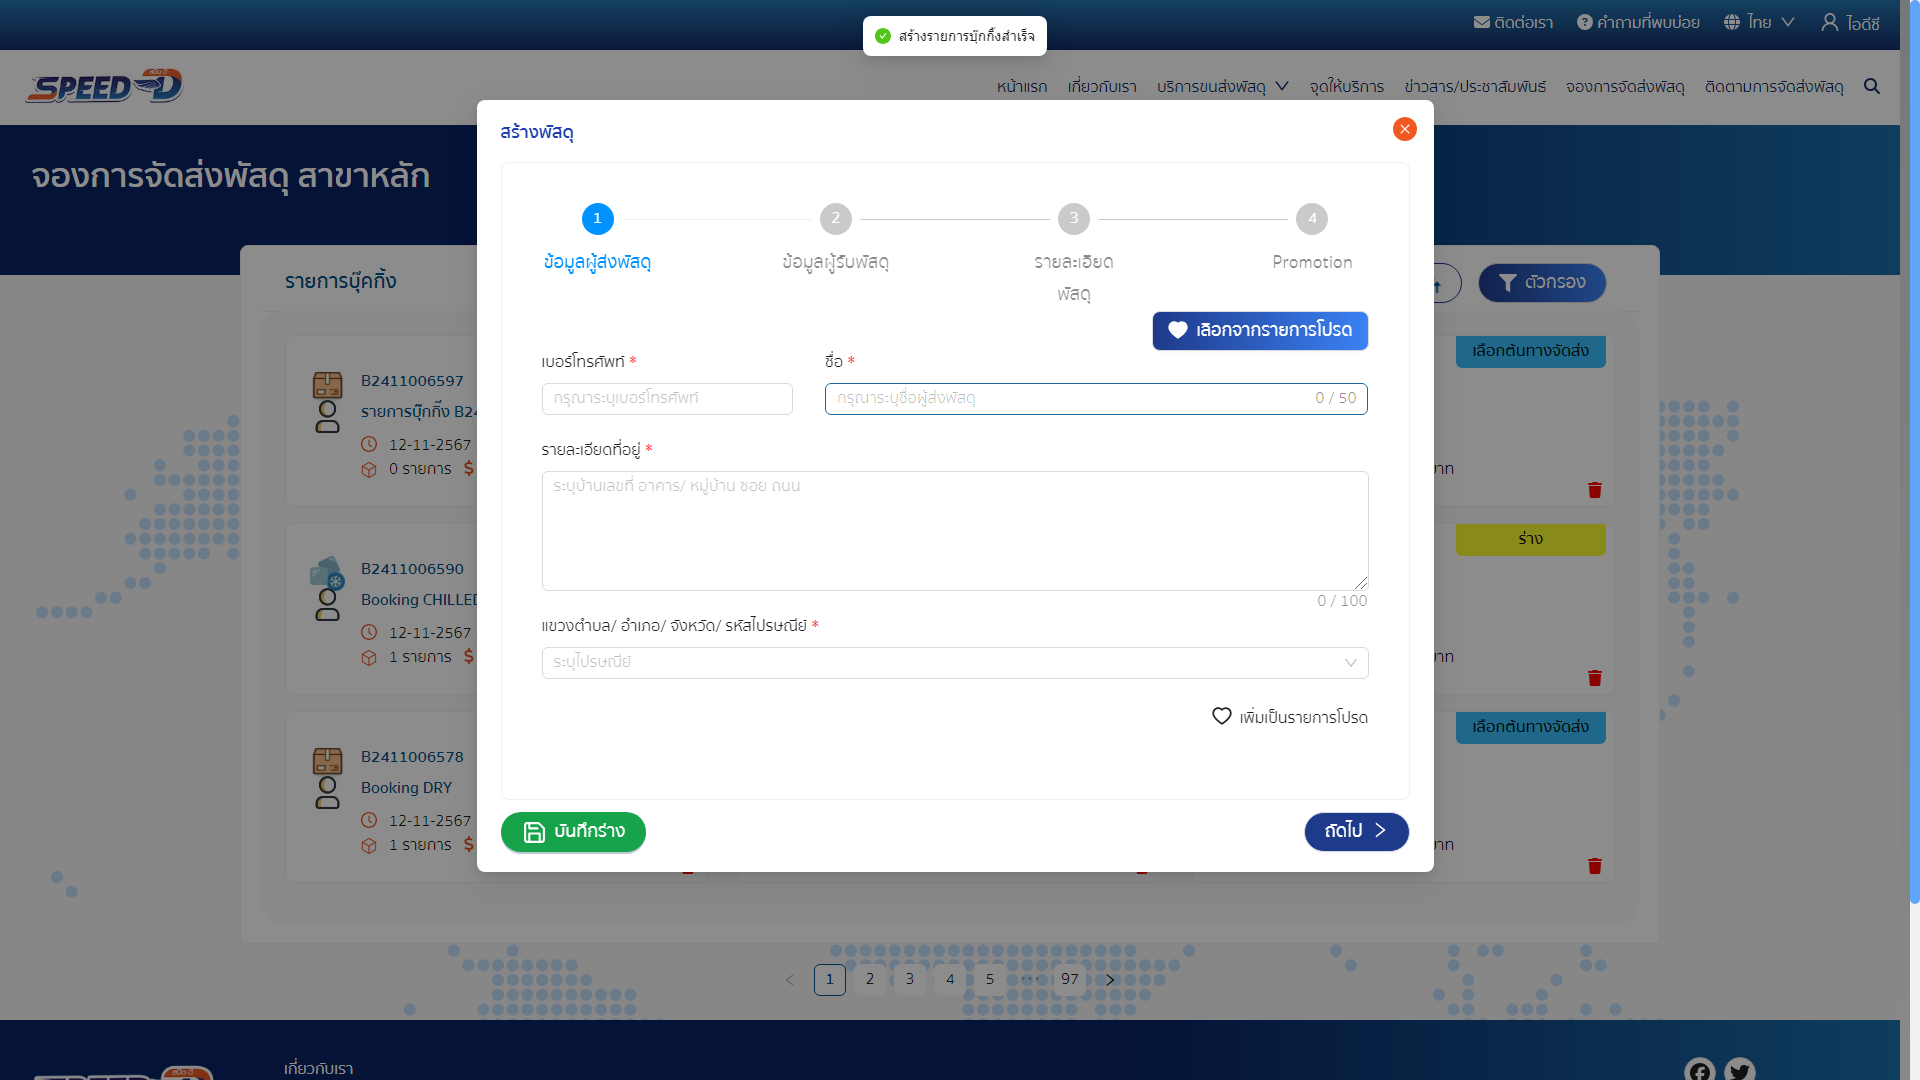 ติดต่อเรา
คำถามที่พบบ่อย
ไทย
ไอดีซี
สร้างรายการบุ๊กกิ้งสำเร็จ
SPEED-D
หน้าแรก
เกี่ยวกับเรา
บริการขนส่งพัสดุ
จุดให้บริการ
ข่าวสาร/ประชาสัมพันธ์
จองการจัดส่งพัสดุ
ติดตามการจัดส่งพัสดุ
จองการจัดส่งพัสดุ สาขาหลัก
รายการบุ๊คกิ้ง
ตัวกรอง
สร้างพัสดุ
1
2
3
4
ข้อมูลผู้ส่งพัสดุ
ข้อมูลผู้รับพัสดุ
รายละเอียด
พัสดุ
Promotion
เลือกจากรายการโปรด
เบอร์โทรศัพท์ *
ชื่อ *
กรุณาระบุเบอร์โทรศัพท์
กรุณาระบุชื่อผู้ส่งพัสดุ
0 / 50
รายละเอียดที่อยู่ *
ระบุบ้านเลขที่ อาคาร/ หมู่บ้าน ซอย ถนน
0 / 100
แขวงตำบล/ อำเภอ/ จังหวัด/ รหัสไปรษณีย์ *
ระบุไปรษณีย์
เพิ่มเป็นรายการโปรด
บันทึกร่าง
ถัดไป
B2411006597
รายการบุ๊กกิ้ง B24
12-11-2567
0 รายการ
เลือกต้นทางจัดส่ง
บาท
B2411006590
Booking CHILLED
12-11-2567
1 รายการ
ร่าง
บาท
B2411006578
Booking DRY
12-11-2567
1 รายการ
เลือกต้นทางจัดส่ง
บาท
1
2
3
4
5
•••
97
เกี่ยวกับเรา